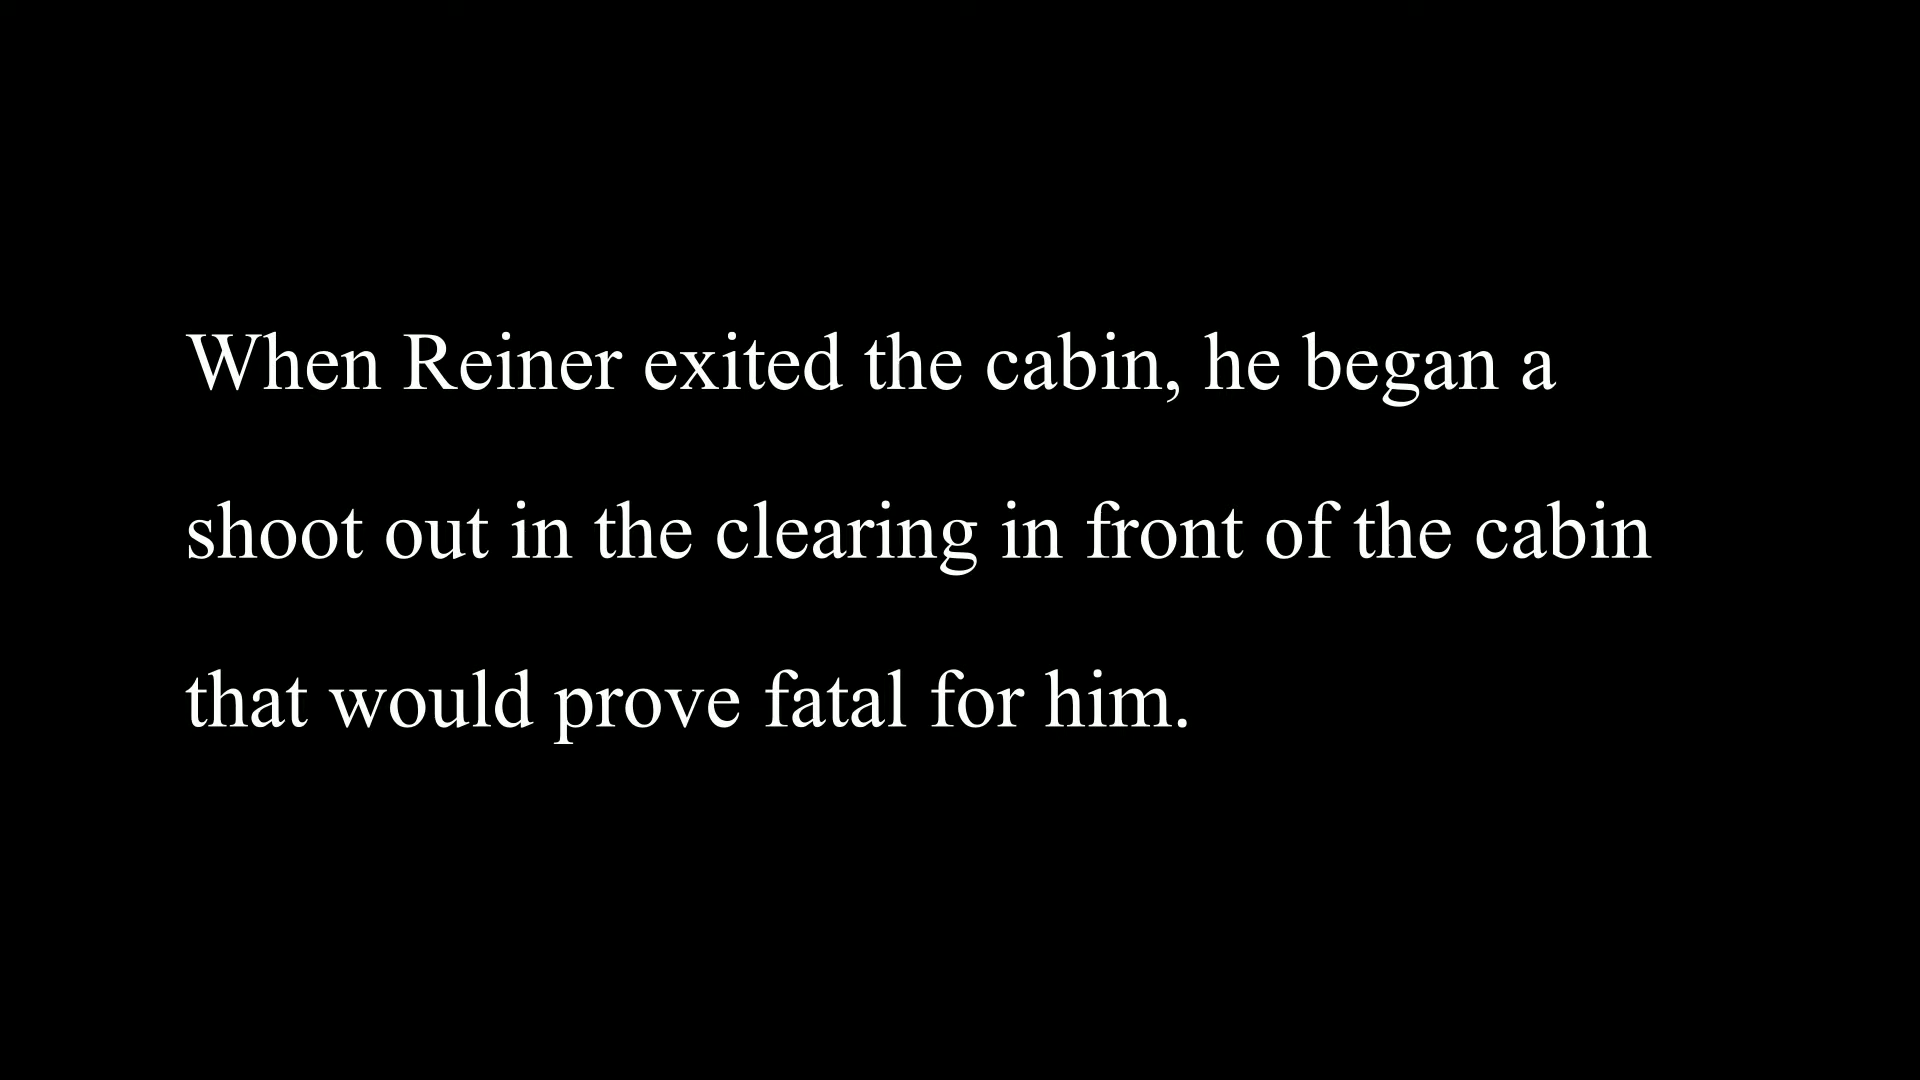 When Reiner exited the cabin, he began a
shoot out in the clearing in front of the cabin
that would prove fatal for him.